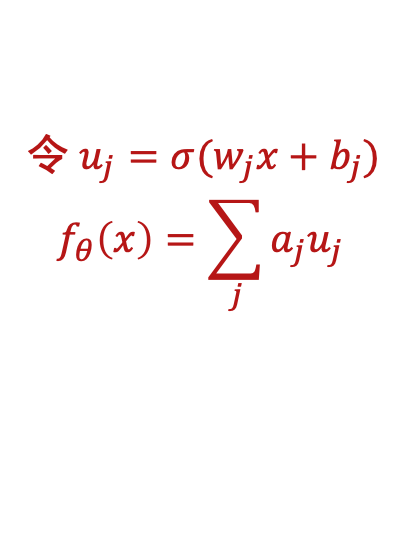 令 u_j = σ(w_j x + b_j)
f_θ(x) = ∑_j a_j u_j